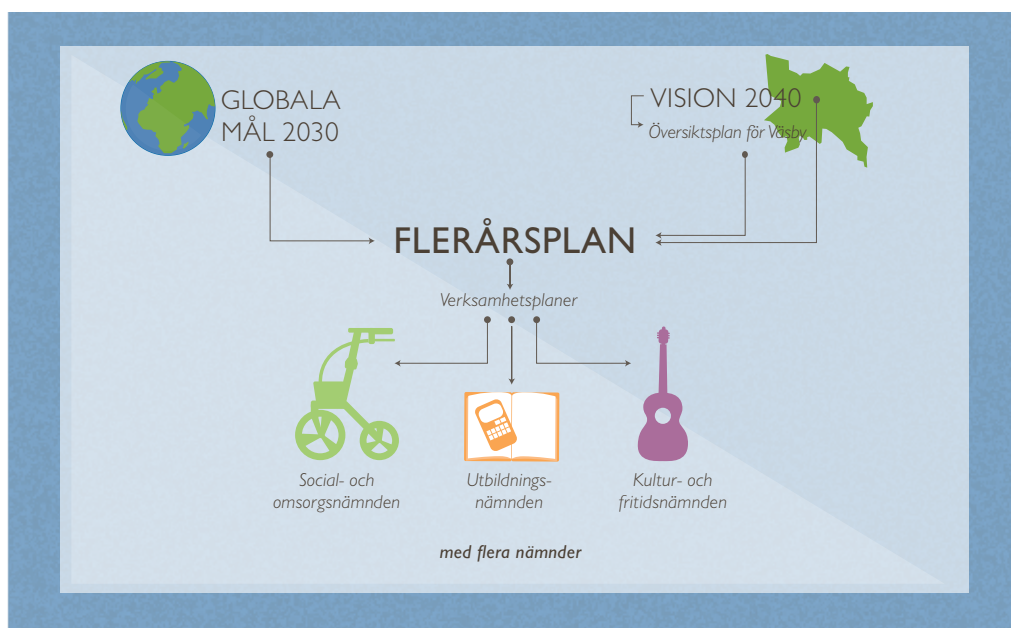 GLOBALA
MÅL 2030
VISION 2040
Översiktsplan för Väsby
FLERÅRSPLAN
Verksamhetsplaner
Social- och
omsorgsnämnden
Utbildnings-
nämnden
Kultur- och
fritidsnämnden
med flera nämnder